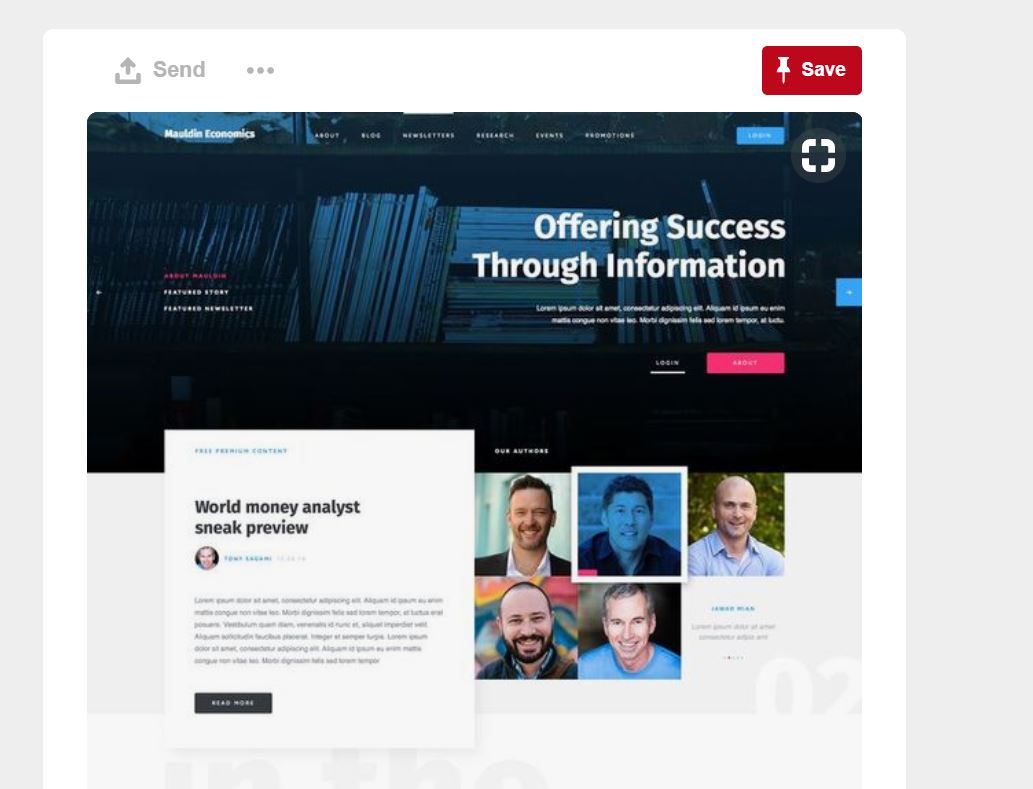 Send
Save
Mauldin Economics
ABOUT BLOG NEWSLETTERS RESEARCH EVENTS PROMOTIONS
LOGIN
Offering Success
Through Information
ABOUT MAULDIN
FEATURED STORY
FEATURED NEWSLETTER
Lorem ipsum dolor sit amet, consectetur adipiscing elit. Aliquam id ipsum eu enim
mattis congue non vitae leo. Morbi dignissim felis sed lorem tempor, at luctu.
LOGIN
ABOUT
FREE PREMIUM CONTENT
OUR AUTHORS
World money analyst
sneak preview
TONY SAGAMI
Lorem ipsum dolor sit amet, consectetur adipiscing elit. Aliquam id ipsum eu enim
mattis congue non vitae leo. Morbi dignissim felis sed lorem tempor, at luctus erat
posuere. Vestibulum quam diam, venenatis id nunc et, aliquet imperdiet velit.
Aliquam sollicitudin faucibus placerat. Integer et semper turpis. Lorem ipsum
dolor sit amet, consectetur adipiscing elit. Aliquam id ipsum eu enim mattis
congue non vitae leo. Morbi dignissim felis sed lorem tempor
READ MORE
JAWAD MIAN
Lorem ipsum dolor sit amet
consectetur adipis amt
02
in the